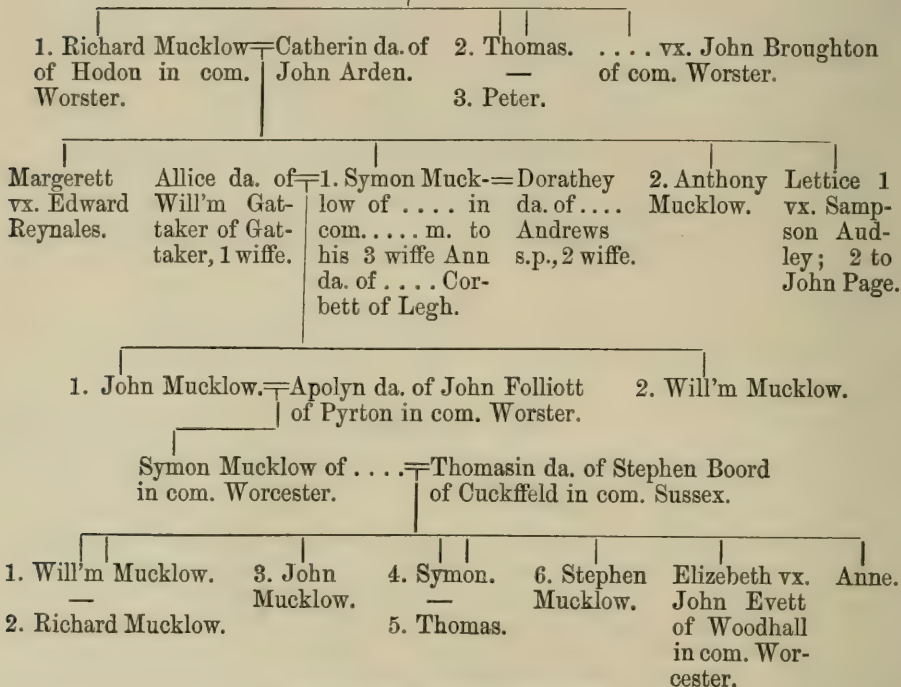 1. Richard Mucklow=Catherin da. of
of Hodon in com. John Arden.
Worster.
2. Thomas.
—
3. Peter.
. . . . vx. John Broughton
of com. Worster.
Margerett
vx. Edward
Reynales.
Allice da. of
Will'm Gat-
taker of Gat-
taker, 1 wiffe.
=1. Symon Muck-
low of . . . . in
com. . . . . m. to
his 3 wiffe Ann
da. of . . . . Cor-
bett of Legh.
=Dorathey
da. of . . . .
Andrews
s.p., 2 wiffe.
2. Anthony
Mucklow.
Lettice 1
vx. Samp-
son Aud-
ley; 2 to
John Page.
1. John Mucklow.=Apolyn da. of John Folliott
of Pyrton in com. Worster.
2. Will'm Mucklow.
Symon Mucklow of . . . .=Thomasin da. of Stephen Boord
in com. Worcester. of Cuckffeld in com. Sussex.
1. Will'm Mucklow.
—
2. Richard Mucklow.
3. John
Mucklow.
4. Symon.
—
5. Thomas.
6. Stephen
Mucklow.
Elizebeth vx.
John Evett
of Woodhall
in com. Wor-
cester.
Anne.